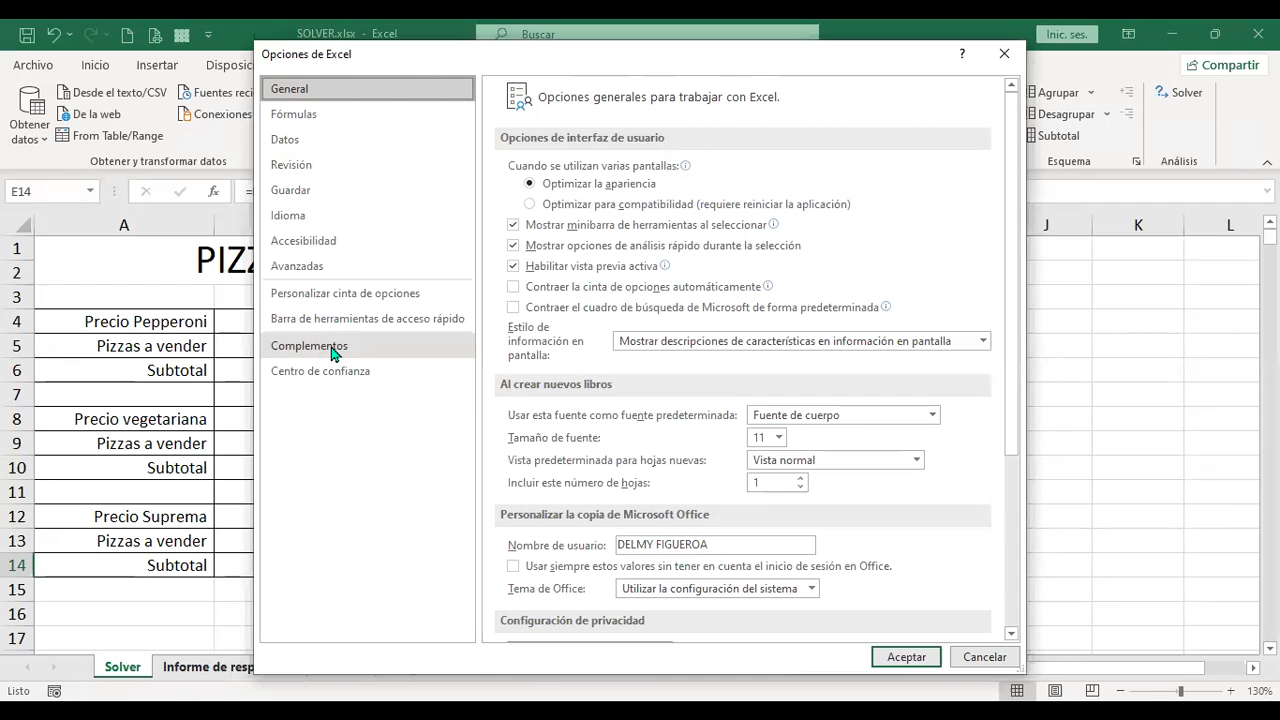 SOLVER.xlsx - Excel
Buscar
Inic. ses.
Opciones de Excel
?
Archivo
Inicio
Insertar
Disposici
Compartir
Obtener datos
Desde el texto/CSV
De la web
From Table/Range
Fuentes reci
Conexiones
Obtener y transformar datos
Agrupar
Desagrupar
Subtotal
Esquema
Solver
Análisis
E14
fx
=
General
Fórmulas
Datos
Revisión
Guardar
Idioma
Accesibilidad
Avanzadas
Personalizar cinta de opciones
Barra de herramientas de acceso rápido
Complementos
Centro de confianza
Opciones generales para trabajar con Excel.
Opciones de interfaz de usuario
Cuando se utilizan varias pantallas:
Optimizar la apariencia
Optimizar para compatibilidad (requiere reiniciar la aplicación)
Mostrar minibarra de herramientas al seleccionar
Mostrar opciones de análisis rápido durante la selección
Habilitar vista previa activa
Contraer la cinta de opciones automáticamente
Contraer el cuadro de búsqueda de Microsoft de forma predeterminada
Estilo de
información en
pantalla:
Mostrar descripciones de características en información en pantalla
Al crear nuevos libros
Usar esta fuente como fuente predeterminada: Fuente de cuerpo
Tamaño de fuente: 11
Vista predeterminada para hojas nuevas: Vista normal
Incluir este número de hojas: 1
Personalizar la copia de Microsoft Office
Nombre de usuario: DELMY FIGUEROA
Usar siempre estos valores sin tener en cuenta el inicio de sesión en Office.
Tema de Office: Utilizar la configuración del sistema
Configuración de privacidad
Aceptar
Cancelar
A
J
K
L
1
PIZZ
2
3
4 Precio Pepperoni
5 Pizzas a vender
6 Subtotal
7
8 Precio vegetariana
9 Pizzas a vender
10 Subtotal
11
12 Precio Suprema
13 Pizzas a vender
14 Subtotal
15
16
17
Solver
Informe de resp
Listo
130%